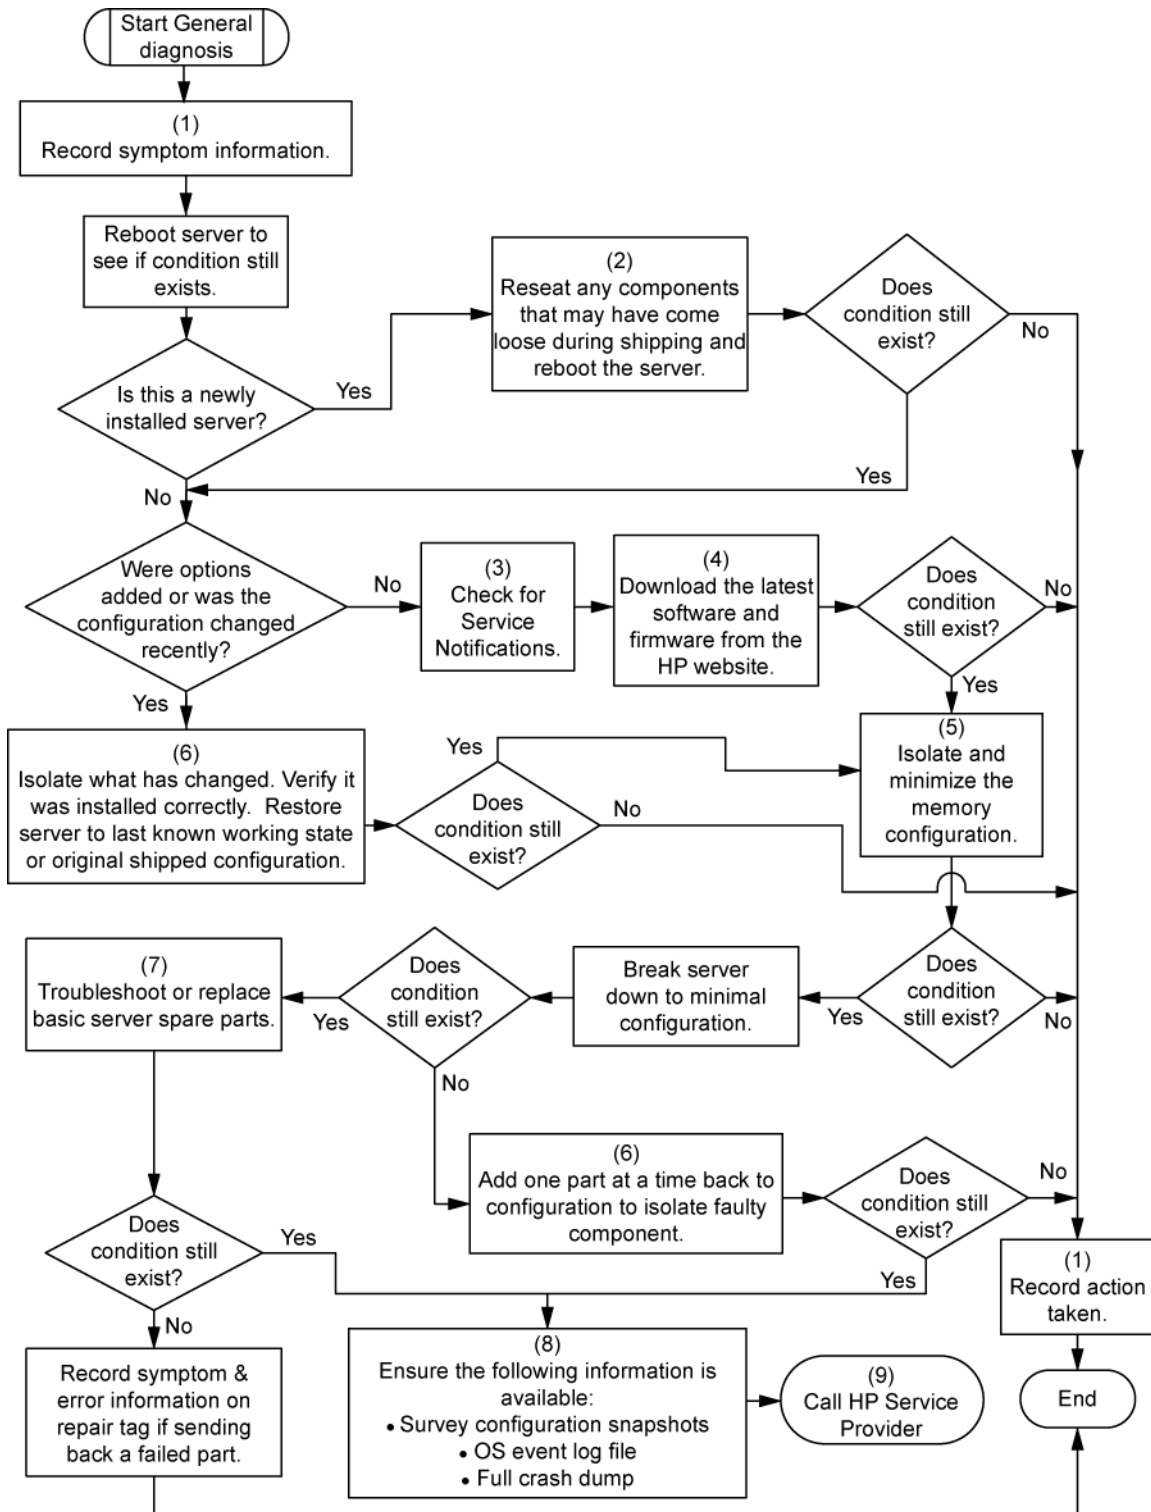 Start General
diagnosis
(1)
Record symptom information.
Reboot server to
see if condition still
exists.
(2)
Reseat any components
that may have come
loose during shipping and
reboot the server.
Does
condition still
exist?
No
Is this a newly
installed server?
Yes
Yes
No
Were options
added or was the
configuration changed
recently?
No
(3)
Check for
Service
Notifications.
(4)
Download the latest
software and
firmware from the
HP website.
Does
condition
still exist?
No
Yes
Yes
(6)
Isolate what has changed. Verify it
was installed correctly. Restore
server to last known working state
or original shipped configuration.
Yes
Does
condition still
exist?
No
(5)
Isolate and
minimize the
memory
configuration.
(7)
Troubleshoot or replace
basic server spare parts.
Yes
Does
condition
still exist?
No
Break server
down to minimal
configuration.
Yes
Does
condition
still exist?
No
(6)
Add one part at a time back to
configuration to isolate faulty
component.
Does
condition still
exist?
No
Yes
Does
condition still
exist?
Yes
No
(1)
Record action
taken.
Record symptom &
error information on
repair tag if sending
back a failed part.
(8)
Ensure the following information is
available:
• Survey configuration snapshots
• OS event log file
• Full crash dump
(9)
Call HP Service
Provider
End